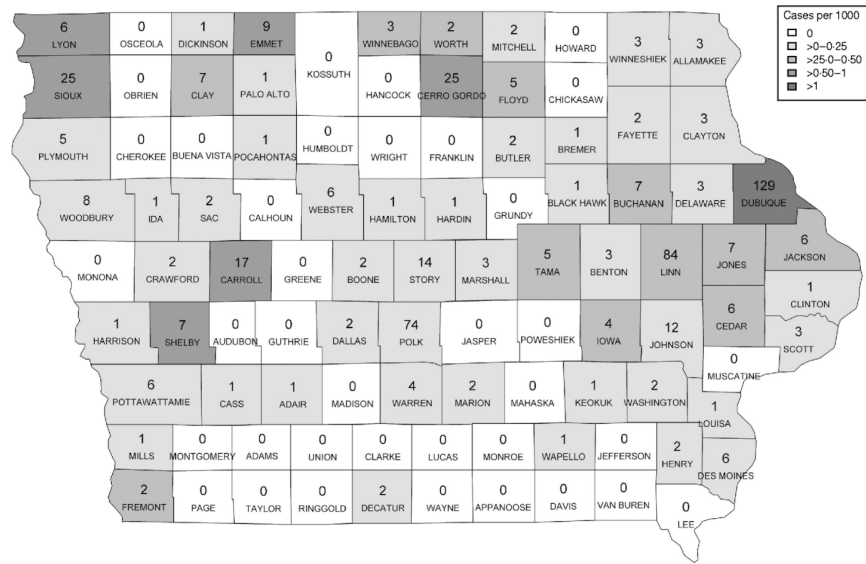 Cases per 1000
0
>0–0·25
>25·0–0·50
>0·50–1
>1
6 0 1 9 0 3 2 2 0 3 3
LYON OSCEOLA DICKINSON EMMET KOSSUTH WINNEBAGO WORTH MITCHELL HOWARD WINNESHIEK ALLAMAKEE
25 0 7 1 0 25 5 0
SIOUX OBRIEN CLAY PALO ALTO HANCOCK CERRO GORDO FLOYD CHICKASAW
5 0 0 1 0 0 0 2 1 2 3
PLYMOUTH CHEROKEE BUENA VISTA POCAHONTAS HUMBOLDT WRIGHT FRANKLIN BUTLER BREMER FAYETTE CLAYTON
8 1 2 0 6 1 1 0 1 7 3 129
WOODBURY IDA SAC CALHOUN WEBSTER HAMILTON HARDIN GRUNDY BLACK HAWK BUCHANAN DELAWARE DUBUQUE
0 2 17 0 2 14 3 5 3 84 7 6
MONONA CRAWFORD CARROLL GREENE BOONE STORY MARSHALL TAMA BENTON LINN JONES JACKSON
1
CLINTON
1 7 0 0 2 74 0 0 4 12 6 3
HARRISON SHELBY AUDUBON GUTHRIE DALLAS POLK JASPER POWESHIEK IOWA JOHNSON CEDAR SCOTT
0
MUSCATINE
6 1 1 0 4 2 0 1 2 1
POTTAWATTAMIE CASS ADAIR MADISON WARREN MARION MAHASKA KEOKUK WASHINGTON LOUISA
1 0 0 0 0 0 0 1 0 2 6
MILLS MONTGOMERY ADAMS UNION CLARKE LUCAS MONROE WAPELLO JEFFERSON HENRY DES MOINES
2 0 0 0 2 0 0 0 0 0
FREMONT PAGE TAYLOR RINGGOLD DECATUR WAYNE APPANOOSE DAVIS VAN BUREN LEE